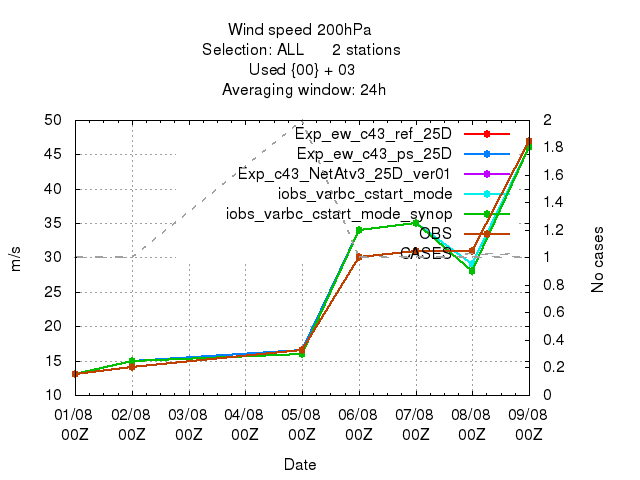 Wind speed 200hPa
Selection: ALL 2 stations
Used {00} + 03
Averaging window: 24h
50 2
Exp_ew_c43_ref_25D
45 1.8
Exp_ew_c43_ps_25D
Exp_c43_NetAtv3_25D_ver01
40 1.6
iobs_varbc_cstart_mode
1.4
iobs_varbc_cstart_mode_synop
35 1.2
OBS
30 CASES 1
m/s
No cases
25 0.8
0.6
20 0.4
15 0.2
10 0
01/08 02/08 03/08 04/08 05/08 06/08 07/08 08/08 09/08
00Z 00Z 00Z 00Z 00Z 00Z 00Z 00Z 00Z
Date